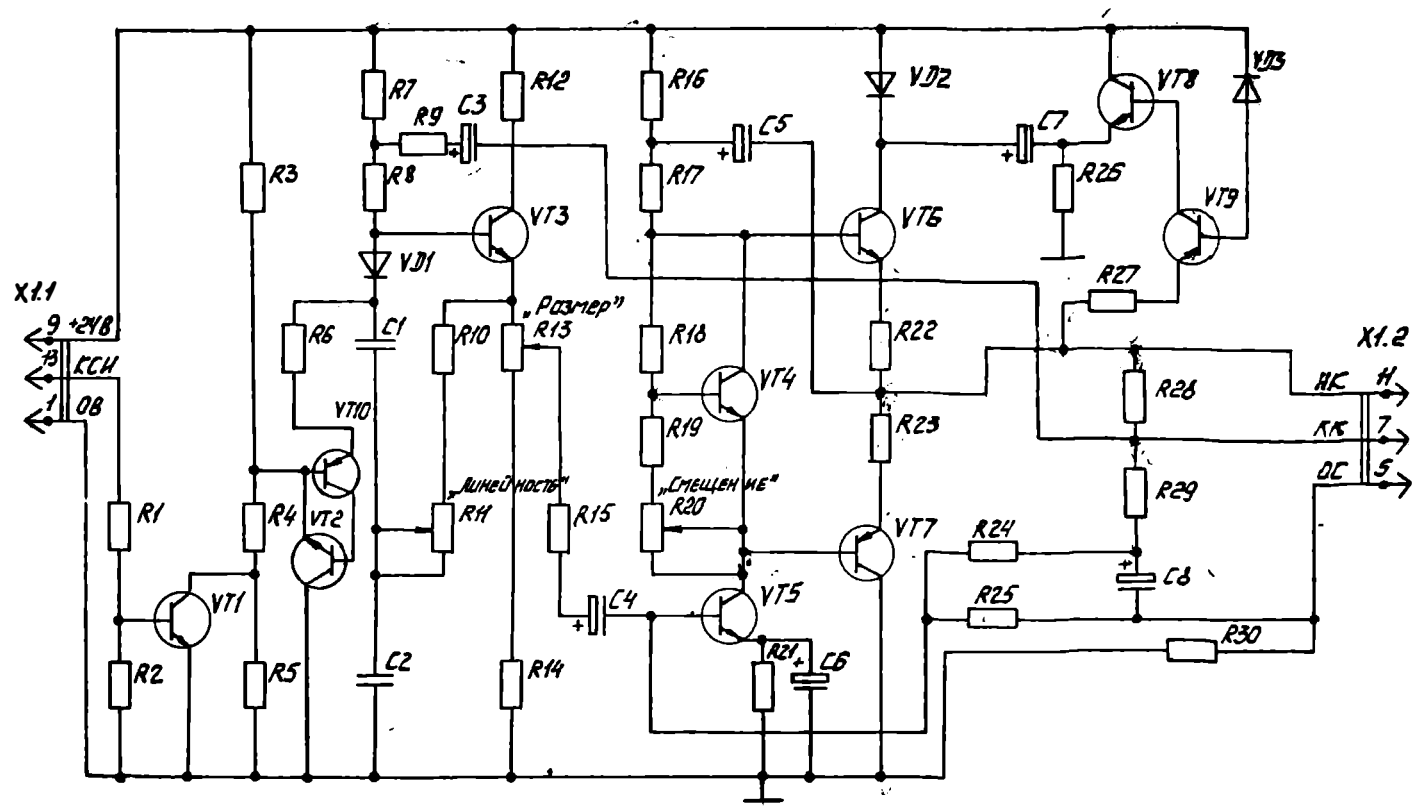 VD2
VT8
VD3
R7
R12
R16
C3
R9
C5
C7
R3
R8
R17
R26
VT3
VT6
VT9
VD1
R27
X1.1
„Размер"
9 +24В
R6
C1
R10
R13
R18
R22
X1.2
13 КСИ
VT4
R28
НК 11
1 ОВ
VT10
R19
R23
КК 7
„Линейность"
„Смещение"
R29
ОС 5
R1
R4
VT2
R11
R15
R20
VT7
R24
+
C8
VT1
C4
+
VT5
R25
R30
R2
R5
C2
R14
R21
+
C6
+
+
+